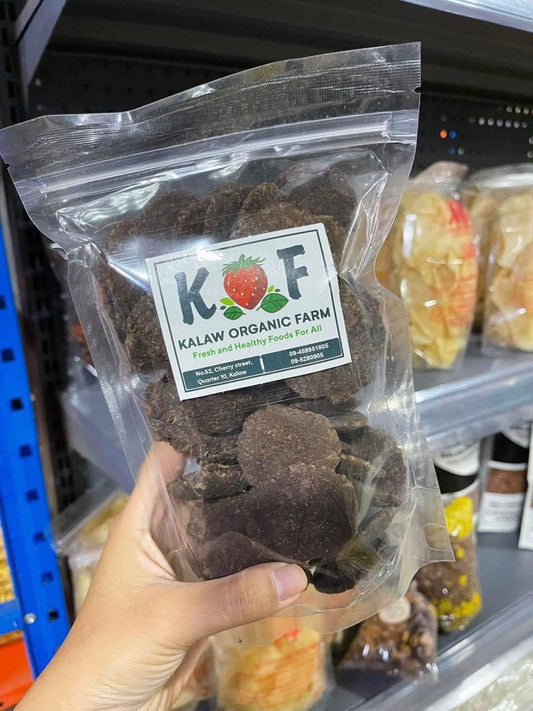 K F
KALAW ORGANIC FARM
Fresh and Healthy Foods For All
No.52, Cherry street,
Quarter 10, Kalaw
09-459951805
09-5280905